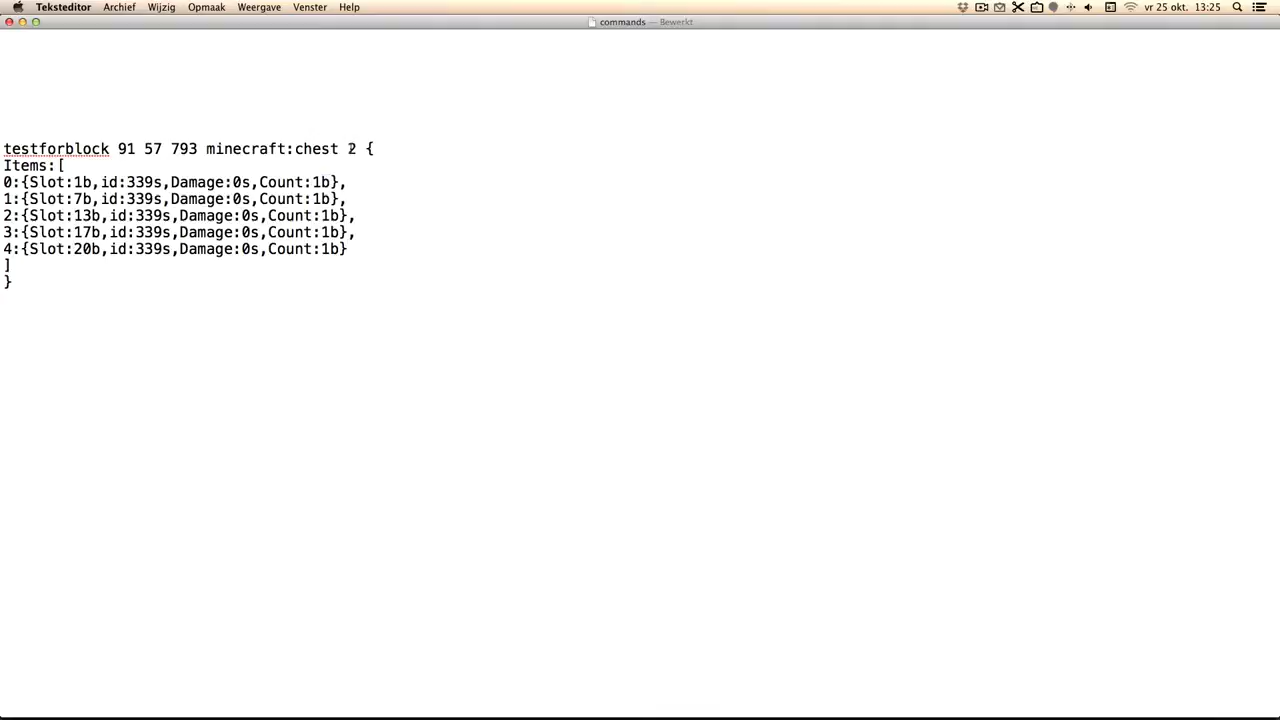 Teksteditor Archief Wijzig Opmaak Weergave Venster Help vr 25 okt. 13:25
commands — Bewerkt
testforblock 91 57 793 minecraft:chest 2 {
Items:[
0:{Slot:1b,id:339s,Damage:0s,Count:1b},
1:{Slot:7b,id:339s,Damage:0s,Count:1b},
2:{Slot:13b,id:339s,Damage:0s,Count:1b},
3:{Slot:17b,id:339s,Damage:0s,Count:1b},
4:{Slot:20b,id:339s,Damage:0s,Count:1b}
]
}